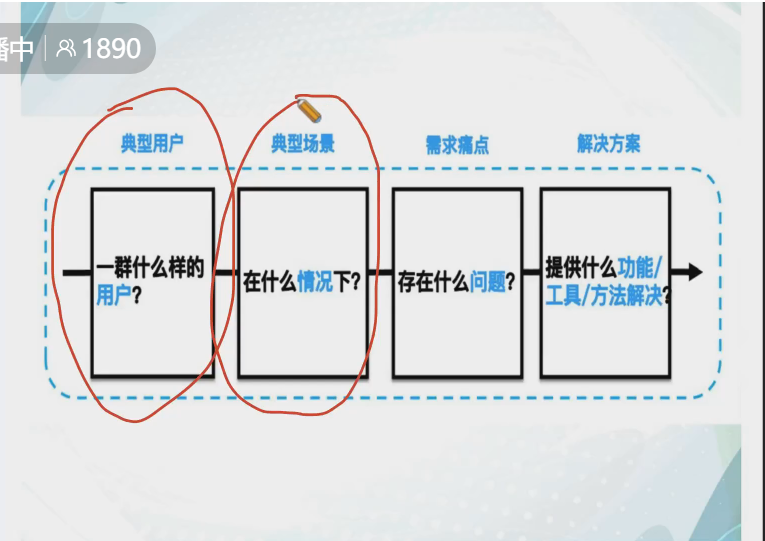 播中 1890
典型用户 典型场景 需求痛点 解决方案
一群什么样的
用户?
在什么情况下?
存在什么问题?
提供什么功能/
工具/方法解决?